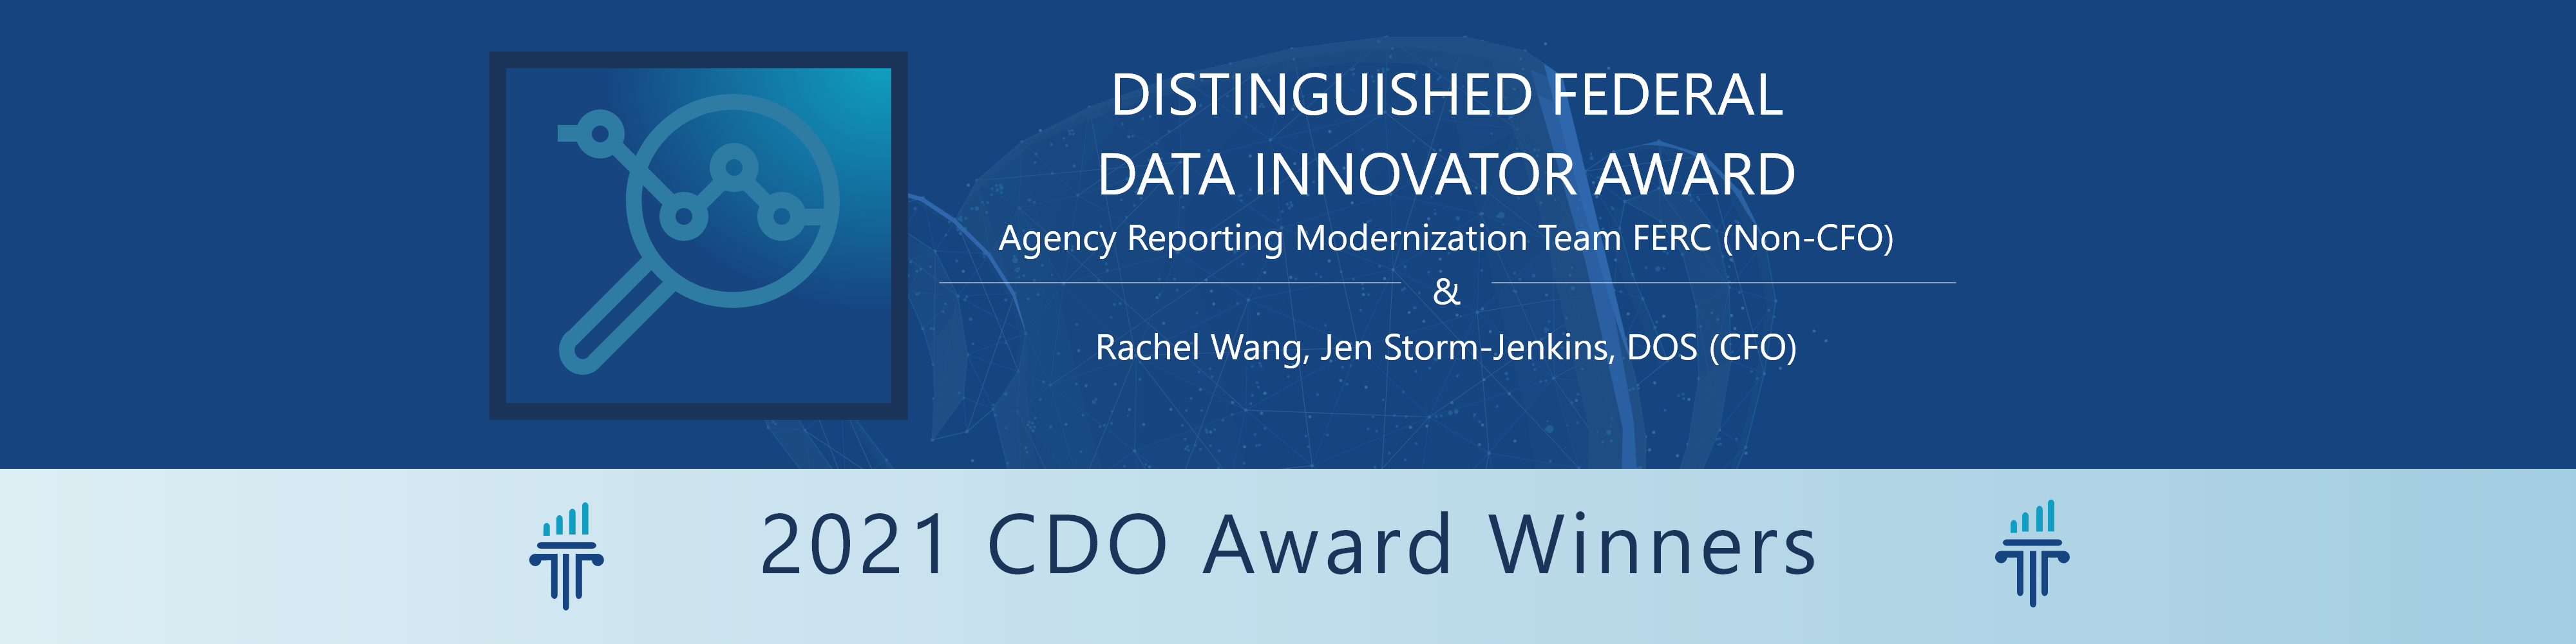 DISTINGUISHED FEDERAL
DATA INNOVATOR AWARD
Agency Reporting Modernization Team FERC (Non-CFO)
&
Rachel Wang, Jen Storm-Jenkins, DOS (CFO)
2021 CDO Award Winners